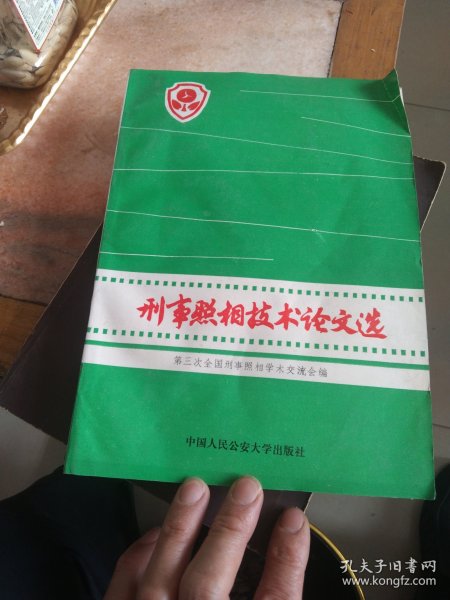 刑事照相技术论文选
第三次全国刑事照相学术交流会编
中国人民公安大学出版社
孔夫子旧书网
www.kongfz.com